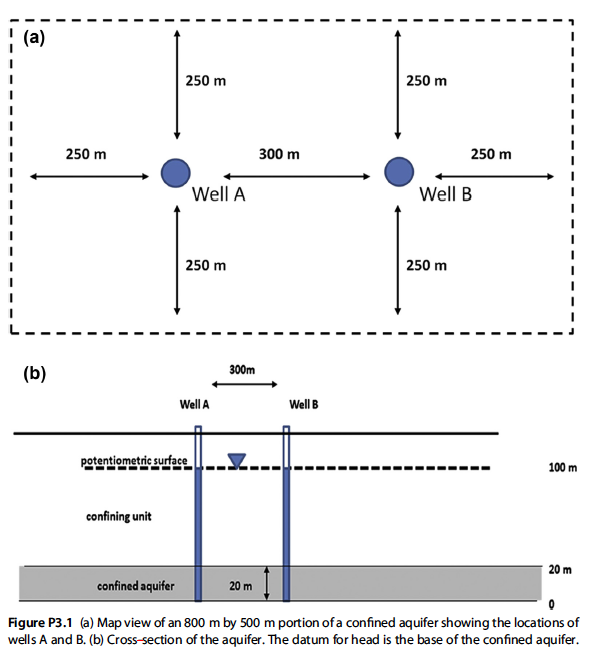 (a)
250 m
250 m
250 m
300 m
250 m
Well A
Well B
250 m
250 m
(b)
300m
Well A
Well B
potentiometric surface
100 m
confining unit
20 m
confined aquifer
20 m
0
Figure P3.1 (a) Map view of an 800 m by 500 m portion of a confined aquifer showing the locations of
wells A and B. (b) Cross-section of the aquifer. The datum for head is the base of the confined aquifer.